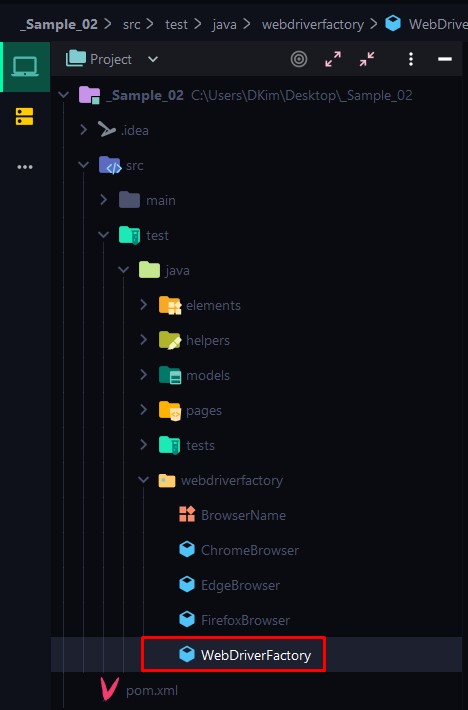 _Sample_02 > src > test > java > webdriverfactory > WebDriv
Project
_Sample_02 C:\Users\DKim\Desktop\_Sample_02
.idea
src
main
test
java
elements
helpers
models
pages
tests
webdriverfactory
BrowserName
ChromeBrowser
EdgeBrowser
FirefoxBrowser
WebDriverFactory
pom.xml